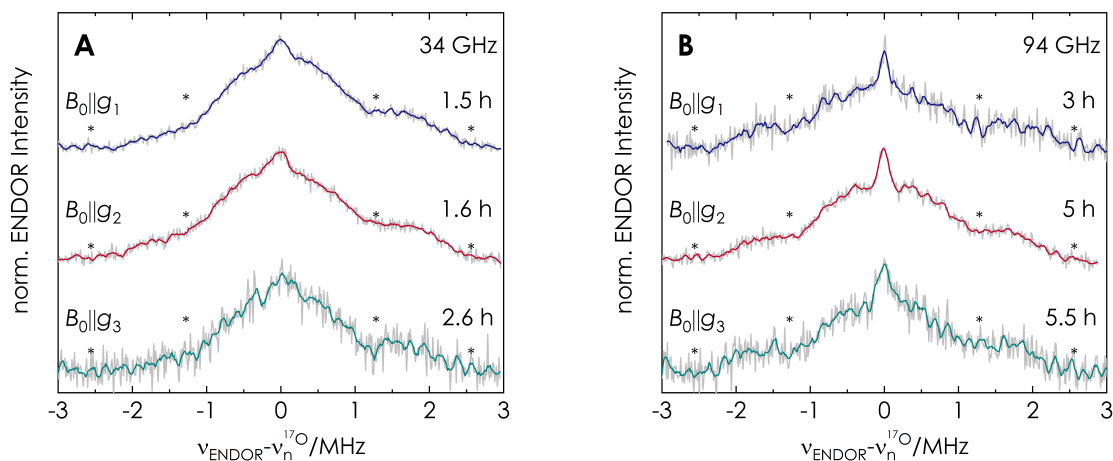 A
34 GHz
B₀||g₁
1.5 h
B₀||g₂
1.6 h
B₀||g₃
2.6 h
* * * *
* * * *
* * * *
norm. ENDOR Intensity
-3 -2 -1 0 1 2 3
νENDOR-νn¹⁷O/MHz
B
94 GHz
B₀||g₁
3 h
B₀||g₂
5 h
B₀||g₃
5.5 h
* * * *
* * * *
* * * *
norm. ENDOR Intensity
-3 -2 -1 0 1 2 3
νENDOR-νn¹⁷O/MHz